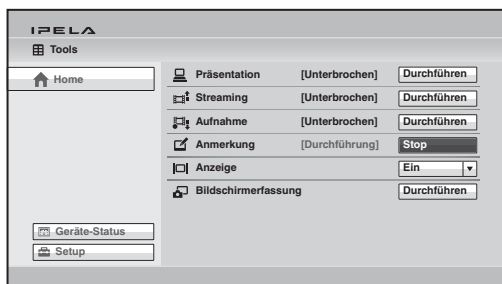 IPELA
Tools
Home
Präsentation [Unterbrochen] Durchführen
Streaming [Unterbrochen] Durchführen
Aufnahme [Unterbrochen] Durchführen
Anmerkung [Durchführung] Stop
Anzeige Ein
Bildschirmerfassung Durchführen
Geräte-Status
Setup